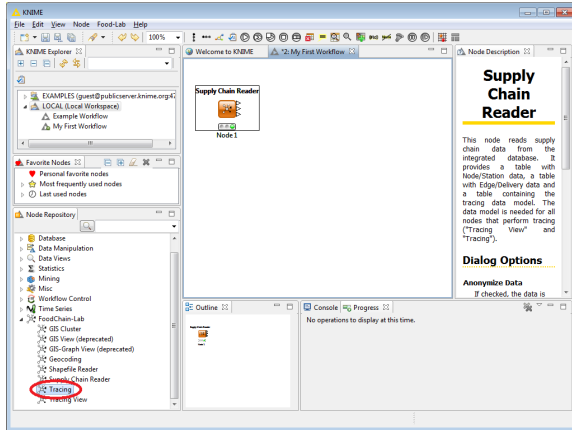 KNIME
File Edit View Node Food-Lab Help
100%
KNIME Explorer
EXAMPLES (guest@publicserver.knime.org:47
LOCAL (Local Workspace)
Example Workflow
My First Workflow
Favorite Nodes
Personal favorite nodes
Most frequently used nodes
Last used nodes
Node Repository
Database
Data Manipulation
Data Views
Statistics
Mining
Misc
Workflow Control
Time Series
FoodChain-Lab
GIS Cluster
GIS View (deprecated)
GIS-Graph View (deprecated)
Geocoding
Shapefile Reader
Supply Chain Reader
Tracing
Tracing View
Welcome to KNIME
*2: My First Workflow
Supply Chain Reader
Node 1
Outline
Supply Chain Reader
Console
Progress
No operations to display at this time.
Node Description
Supply
Chain
Reader
This node reads supply
chain data from the
integrated database. It
provides a table with
Node/Station data, a table
with Edge/Delivery data and
a table containing the
tracing data model. The
data model is needed for all
nodes that perform tracing
("Tracing View" and
"Tracing").
Dialog Options
Anonymize Data
If checked, the data is